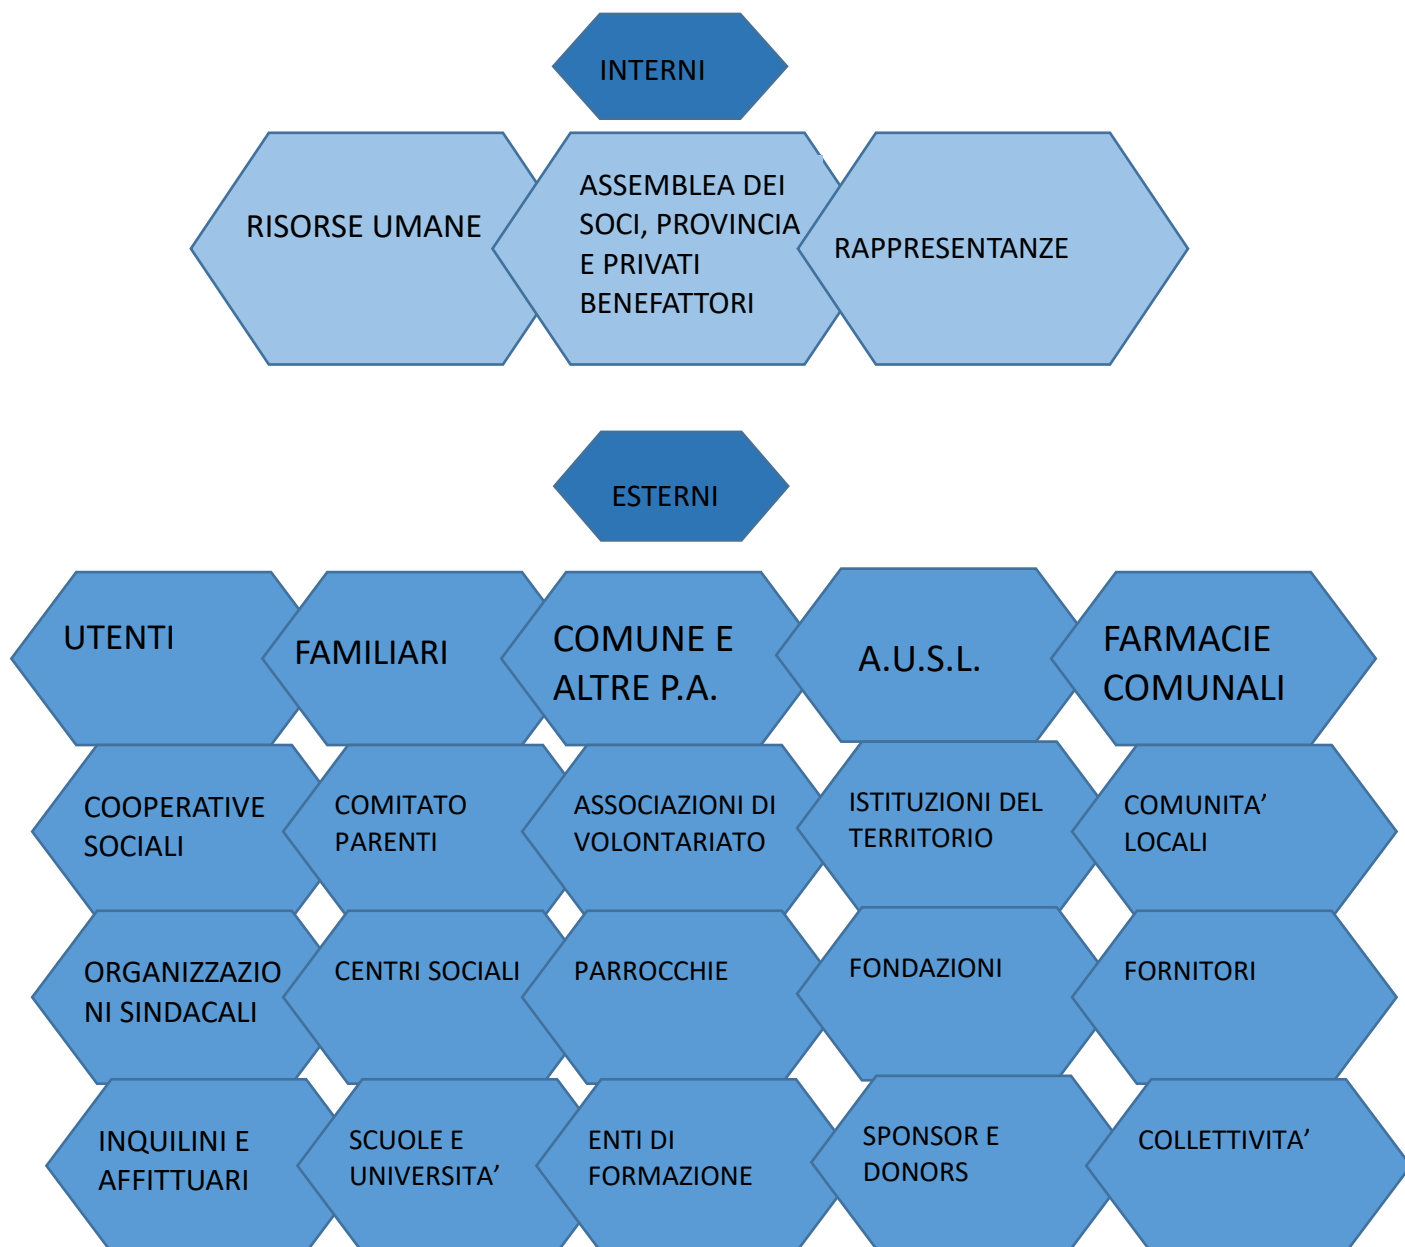 INTERNI
RISORSE UMANE
ASSEMBLEA DEI
SOCI, PROVINCIA
E PRIVATI
BENEFATTORI
RAPPRESENTANZE
ESTERNI
UTENTI
FAMILIARI
COMUNE E
ALTRE P.A.
A.U.S.L.
FARMACIE
COMUNALI
COOPERATIVE
SOCIALI
COMITATO
PARENTI
ASSOCIAZIONI DI
VOLONTARIATO
ISTITUZIONI DEL
TERRITORIO
COMUNITA’
LOCALI
ORGANIZZAZIO
NI SINDACALI
CENTRI SOCIALI
PARROCCHIE
FONDAZIONI
FORNITORI
INQUILINI E
AFFITTUARI
SCUOLE E
UNIVERSITA’
ENTI DI
FORMAZIONE
SPONSOR E
DONORS
COLLETTIVITA’